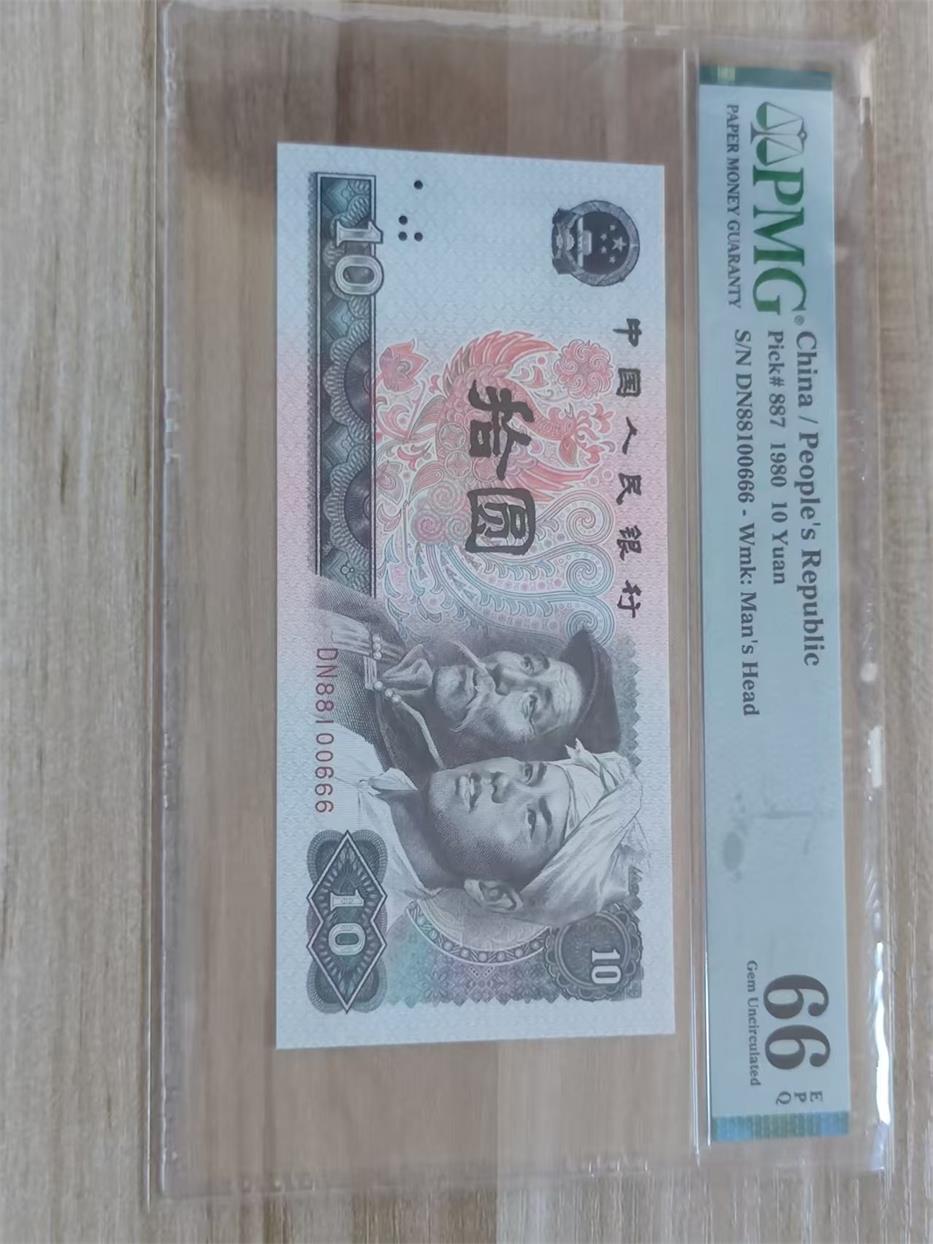 PMG®
PAPER MONEY GUARANTY
China / People's Republic
Pick# 887 1980 10 Yuan
S/N DN88100666 - Wmk: Man's Head
66
EPQ
Gem Uncirculated
中国人民银行
拾圆
10
10
10
DN88100666